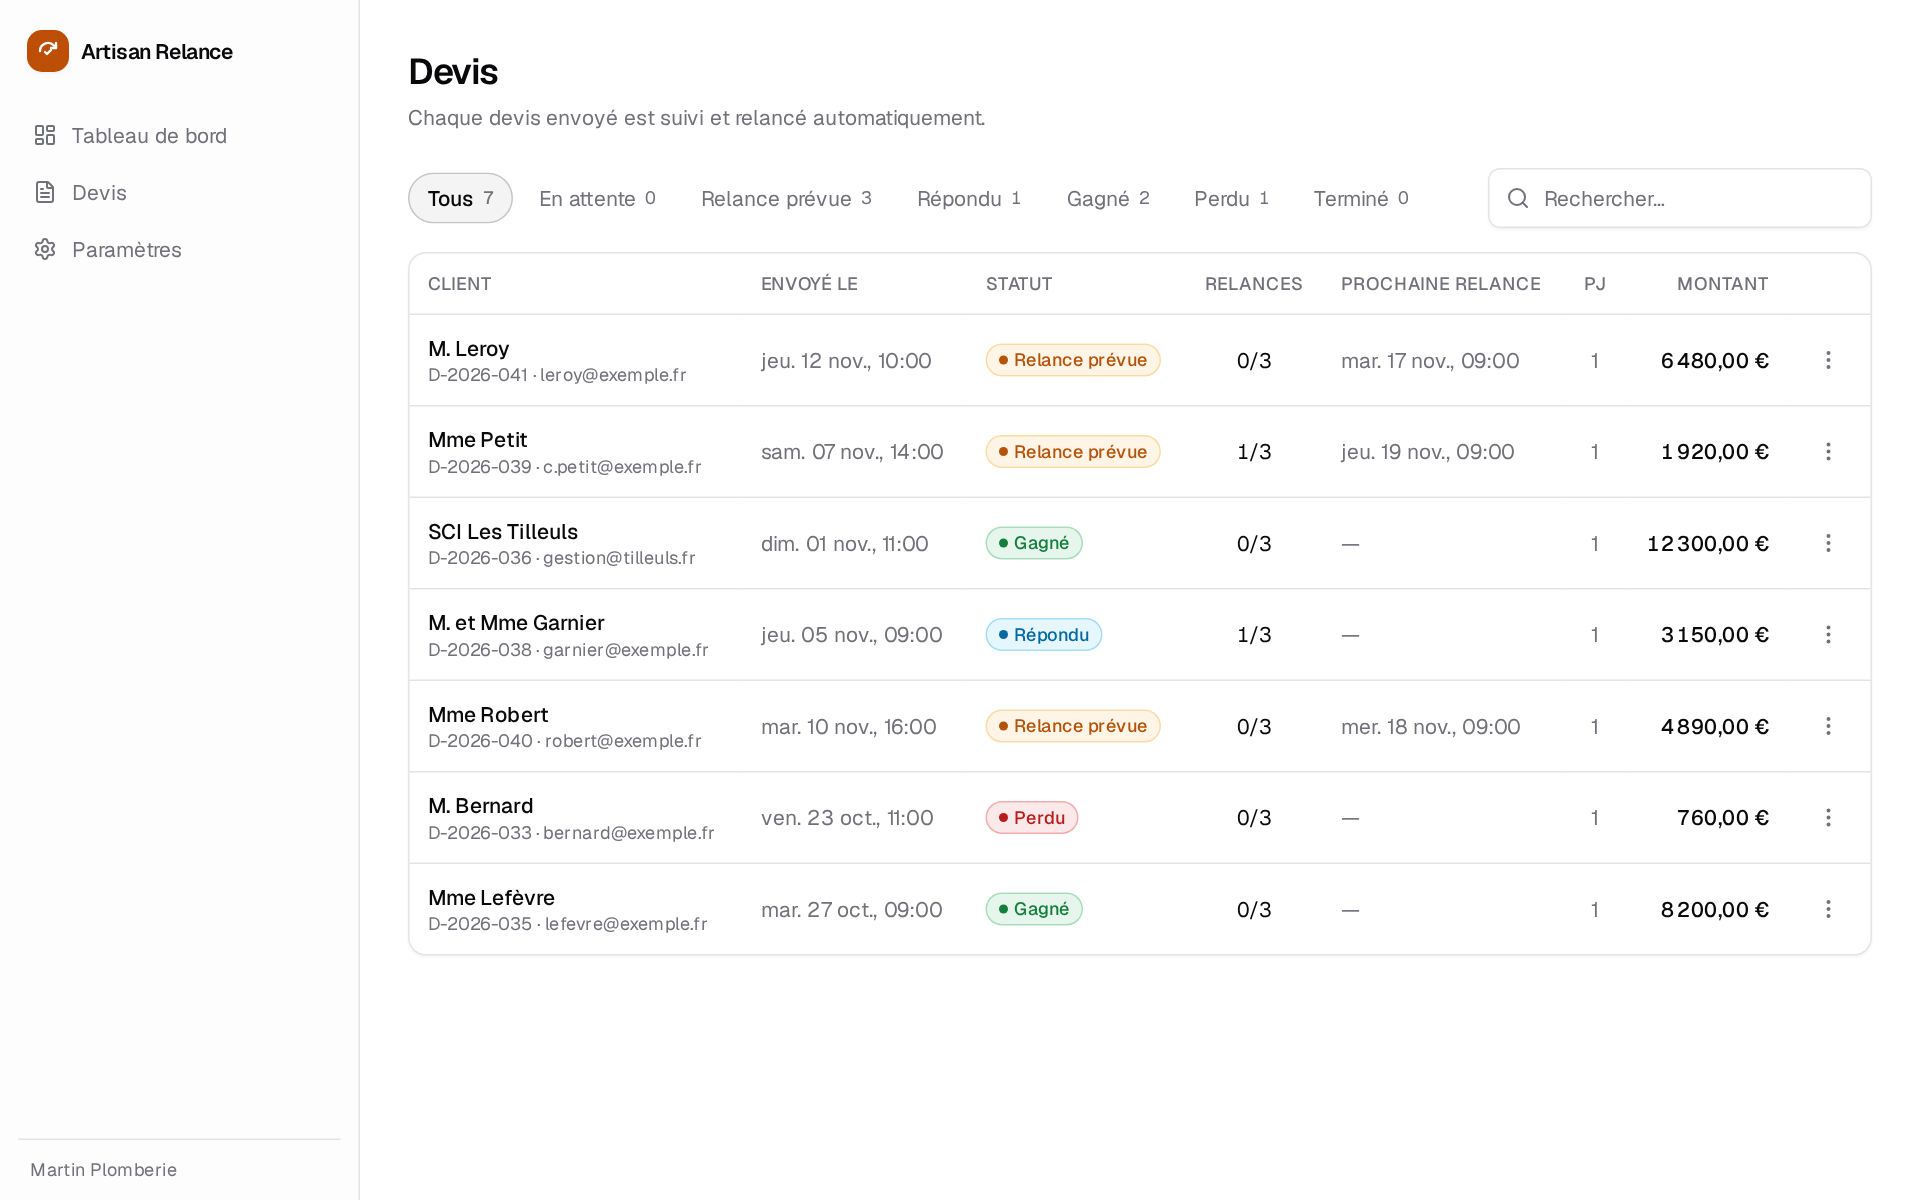 Artisan Relance
Tableau de bord
Devis
Paramètres
Martin Plomberie
Devis
Chaque devis envoyé est suivi et relancé automatiquement.
Tous 7 En attente 0 Relance prévue 3 Répondu 1 Gagné 2 Perdu 1 Terminé 0 Rechercher...
CLIENT ENVOYÉ LE STATUT RELANCES PROCHAINE RELANCE PJ MONTANT
M. Leroy
D-2026-041 · leroy@exemple.fr
jeu. 12 nov., 10:00 Relance prévue 0/3 mar. 17 nov., 09:00 1 6 480,00 €
Mme Petit
D-2026-039 · c.petit@exemple.fr
sam. 07 nov., 14:00 Relance prévue 1/3 jeu. 19 nov., 09:00 1 1 920,00 €
SCI Les Tilleuls
D-2026-036 · gestion@tilleuls.fr
dim. 01 nov., 11:00 Gagné 0/3 — 1 12 300,00 €
M. et Mme Garnier
D-2026-038 · garnier@exemple.fr
jeu. 05 nov., 09:00 Répondu 1/3 — 1 3 150,00 €
Mme Robert
D-2026-040 · robert@exemple.fr
mar. 10 nov., 16:00 Relance prévue 0/3 mer. 18 nov., 09:00 1 4 890,00 €
M. Bernard
D-2026-033 · bernard@exemple.fr
ven. 23 oct., 11:00 Perdu 0/3 — 1 760,00 €
Mme Lefèvre
D-2026-035 · lefevre@exemple.fr
mar. 27 oct., 09:00 Gagné 0/3 — 1 8 200,00 €